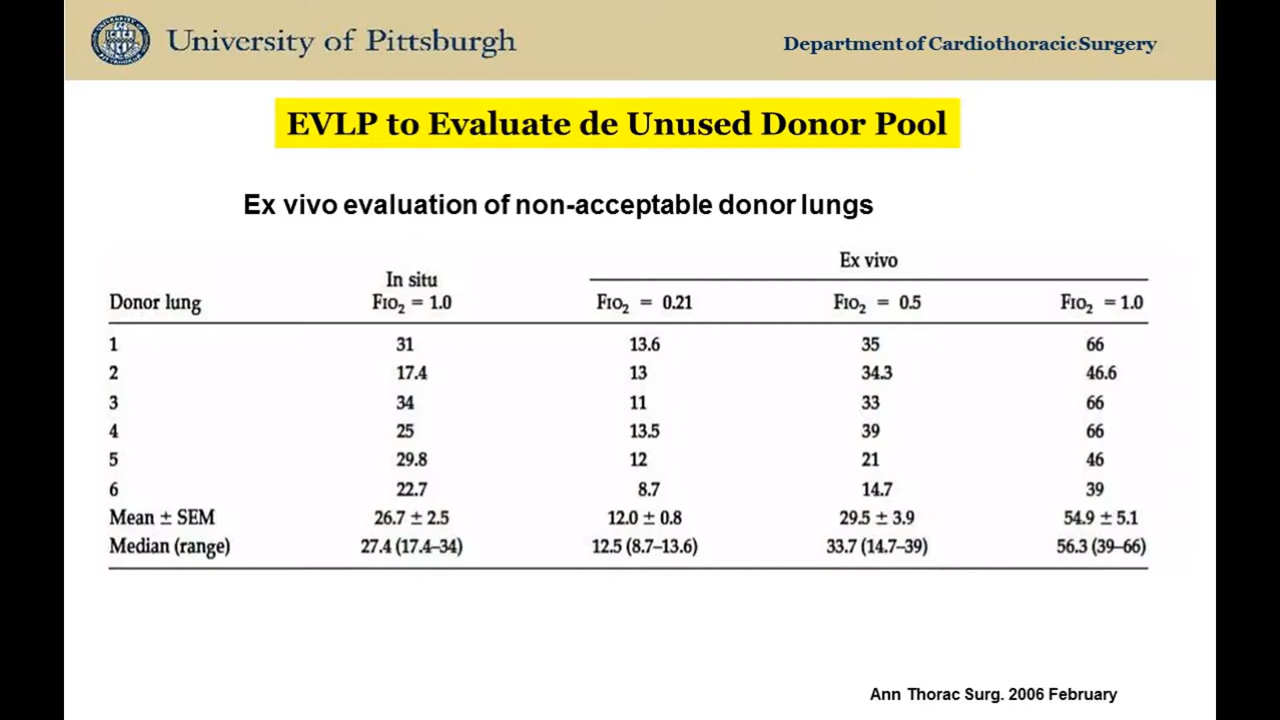 University of Pittsburgh
Department of Cardiothoracic Surgery
EVLP to Evaluate de Unused Donor Pool
Ex vivo evaluation of non-acceptable donor lungs
Ex vivo
Donor lung In situ FIO2 = 1.0 FIO2 = 0.21 FIO2 = 0.5 FIO2 = 1.0
1 31 13.6 35 66
2 17.4 13 34.3 46.6
3 34 11 33 66
4 25 13.5 39 66
5 29.8 12 21 46
6 22.7 8.7 14.7 39
Mean ± SEM 26.7 ± 2.5 12.0 ± 0.8 29.5 ± 3.9 54.9 ± 5.1
Median (range) 27.4 (17.4–34) 12.5 (8.7–13.6) 33.7 (14.7–39) 56.3 (39–66)
Ann Thorac Surg. 2006 February